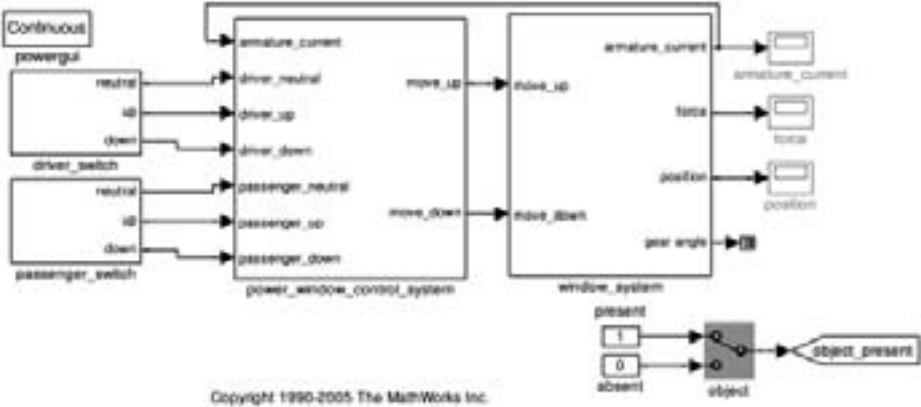 Continuous
powergui
neutral
up
down
driver_switch
neutral
up
down
passenger_switch
armature_current
driver_neutral
driver_up
driver_down
passenger_neutral
passenger_up
passenger_down
move_up
move_down
power_window_control_system
move_up
move_down
armature_current
force
position
gear angle
window_system
armature_current
force
position
present
1
0
absent
object
object_present
Copyright 1990-2005 The MathWorks Inc.